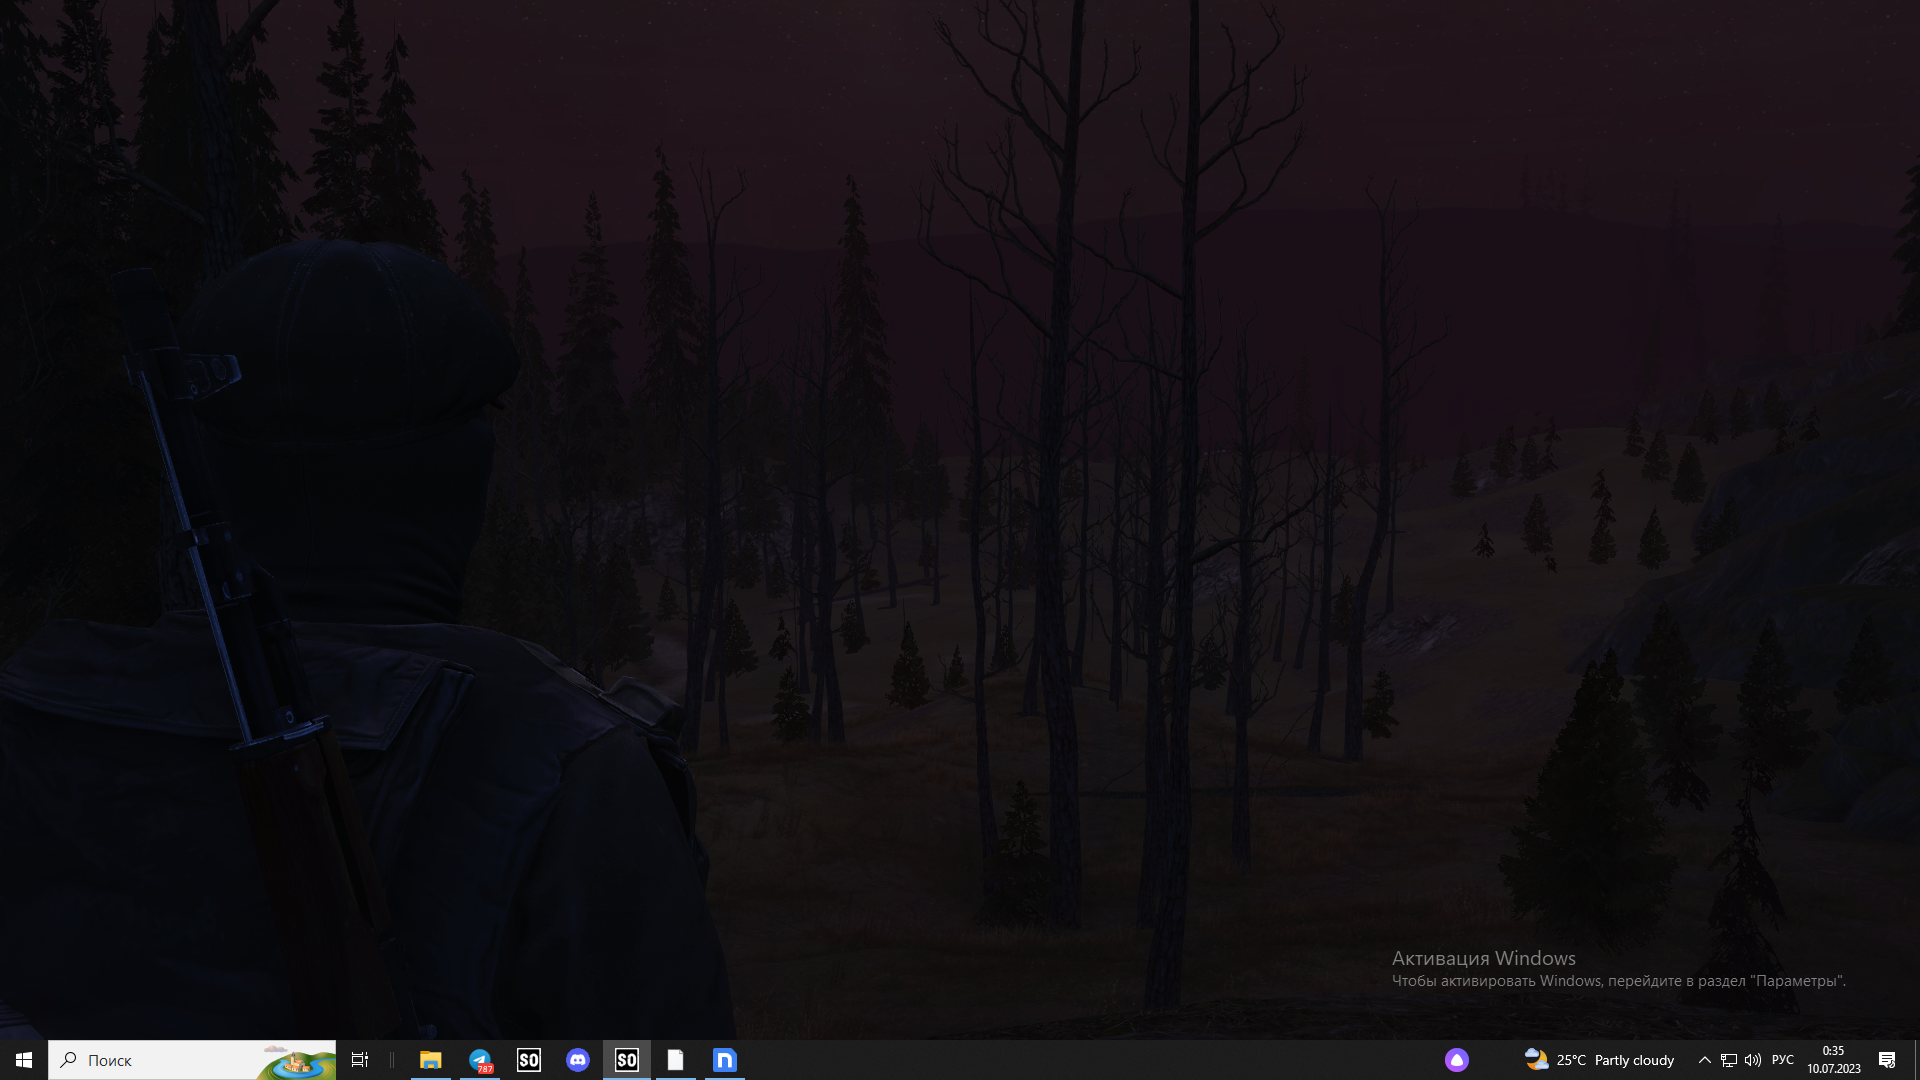 Активация Windows
Чтобы активировать Windows, перейдите в раздел "Параметры".
Поиск
787
SO
SO
n
25°C Partly cloudy
РУС
0:35
10.07.2023